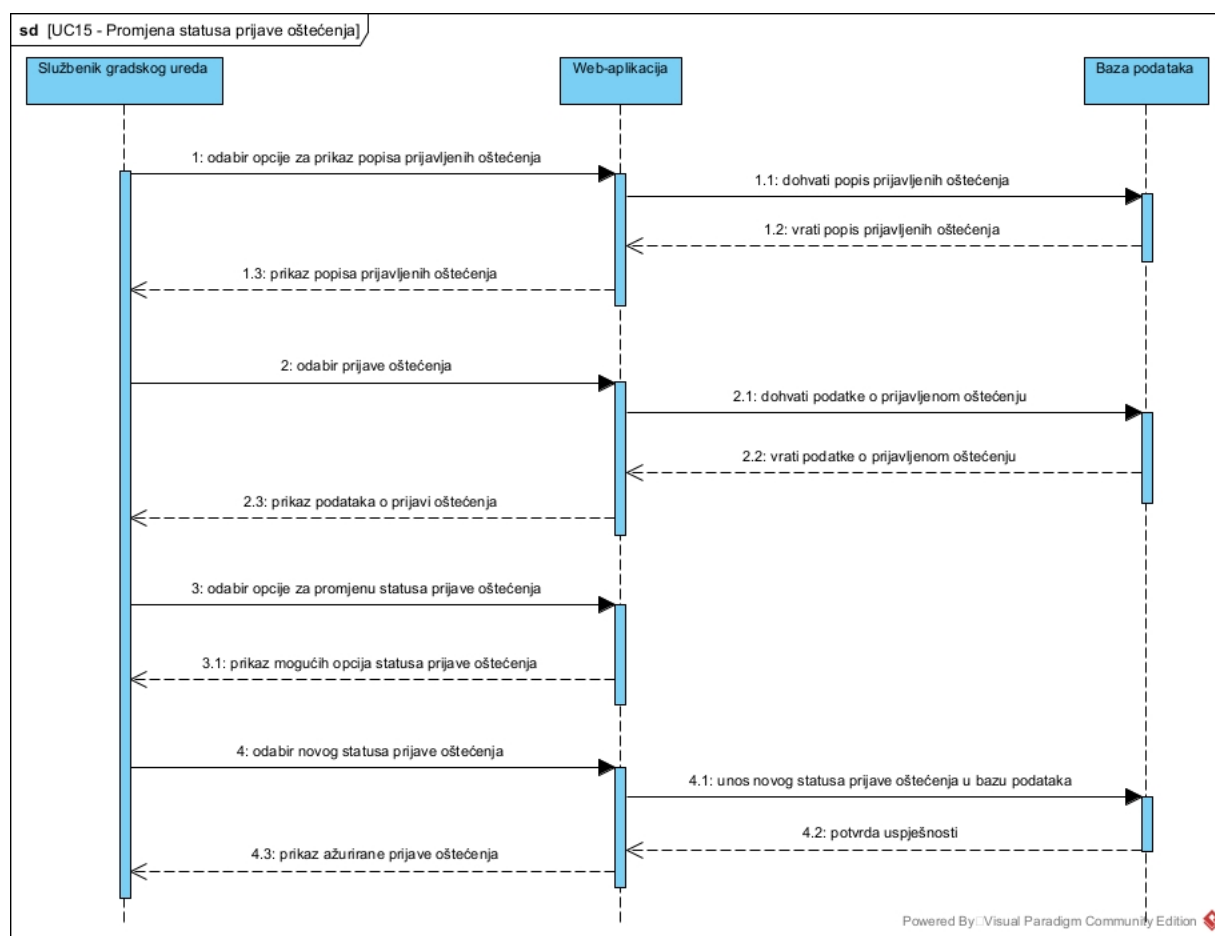 sd [UC15 - Promjena statusa prijave oštećenja]
Službenik gradskog ureda
Web-aplikacija
Baza podataka
1: odabir opcije za prikaz popisa prijavljenih oštećenja
1.1: dohvati popis prijavljenih oštećenja
1.2: vrati popis prijavljenih oštećenja
1.3: prikaz popisa prijavljenih oštećenja
2: odabir prijave oštećenja
2.1: dohvati podatke o prijavljenom oštećenju
2.2: vrati podatke o prijavljenom oštećenju
2.3: prikaz podataka o prijavi oštećenja
3: odabir opcije za promjenu statusa prijave oštećenja
3.1: prikaz mogućih opcija statusa prijave oštećenja
4: odabir novog statusa prijave oštećenja
4.1: unos novog statusa prijave oštećenja u bazu podataka
4.2: potvrda uspješnosti
4.3: prikaz ažurirane prijave oštećenja
Powered By Visual Paradigm Community Edition